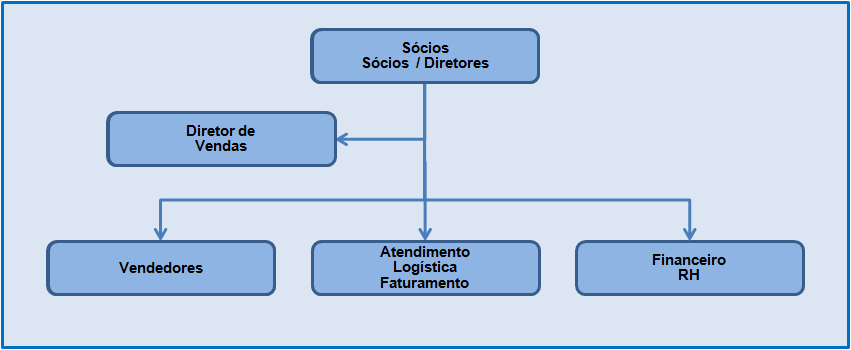 Sócios
Sócios / Diretores
Diretor de
Vendas
Vendedores
Atendimento
Logística
Faturamento
Financeiro
RH